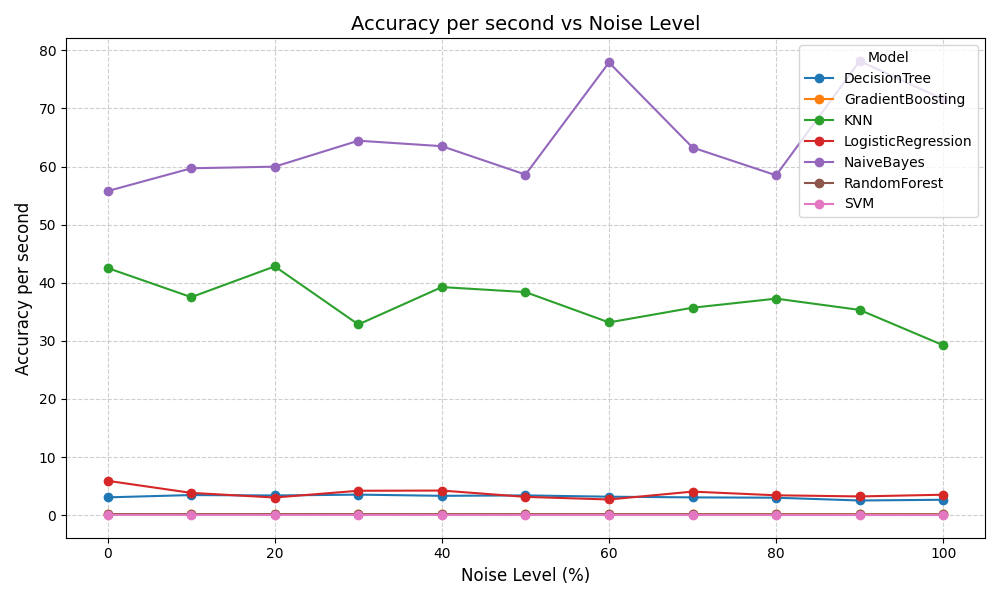 Accuracy per second vs Noise Level
Accuracy per second
80
70
60
50
40
30
20
10
0
Model
DecisionTree
GradientBoosting
KNN
LogisticRegression
NaiveBayes
RandomForest
SVM
0 20 40 60 80 100
Noise Level (%)